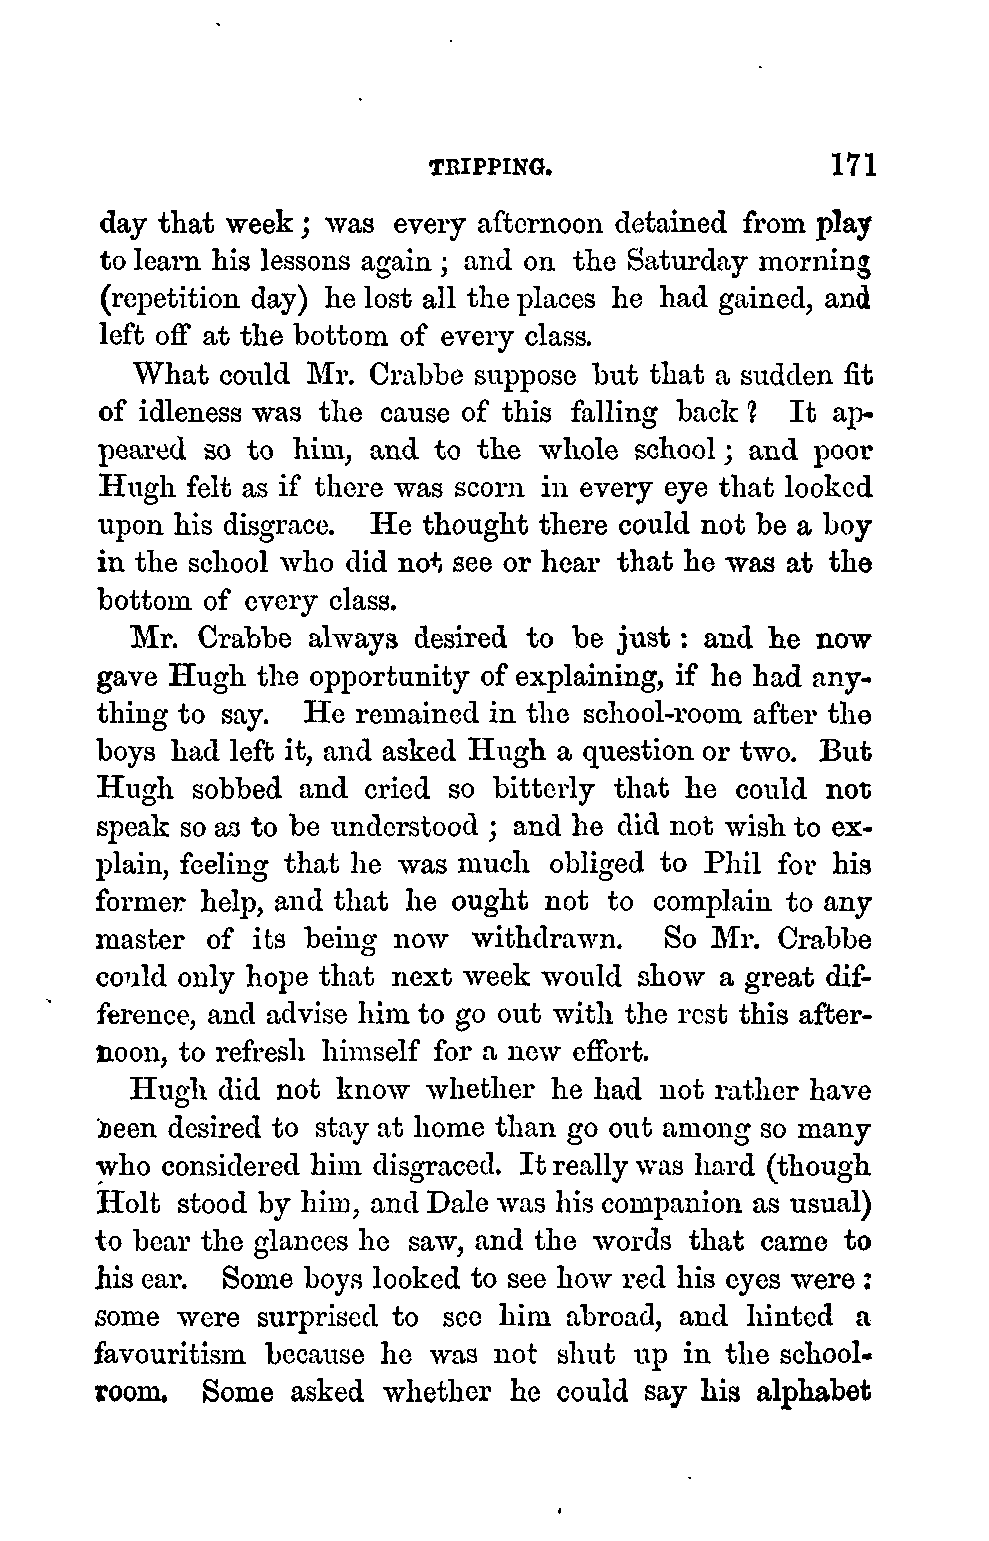 TRIPPING. 171
day that week; was every afternoon detained from play
to learn his lessons again; and on the Saturday morning
(repetition day) he lost all the places he had gained, and
left off at the bottom of every class.
What could Mr. Crabbe suppose but that a sudden fit
of idleness was the cause of this falling back? It ap-
peared so to him, and to the whole school; and poor
Hugh felt as if there was scorn in every eye that looked
upon his disgrace. He thought there could not be a boy
in the school who did not see or hear that he was at the
bottom of every class.
Mr. Crabbe always desired to be just: and he now
gave Hugh the opportunity of explaining, if he had any-
thing to say. He remained in the school-room after the
boys had left it, and asked Hugh a question or two. But
Hugh sobbed and cried so bitterly that he could not
speak so as to be understood; and he did not wish to ex-
plain, feeling that he was much obliged to Phil for his
former help, and that he ought not to complain to any
master of its being now withdrawn. So Mr. Crabbe
could only hope that next week would show a great dif-
ference, and advise him to go out with the rest this after-
noon, to refresh himself for a new effort.
Hugh did not know whether he had not rather have
been desired to stay at home than go out among so many
who considered him disgraced. It really was hard (though
Holt stood by him, and Dale was his companion as usual)
to bear the glances he saw, and the words that came to
his ear. Some boys looked to see how red his eyes were:
some were surprised to see him abroad, and hinted a
favouritism because he was not shut up in the school-
room. Some asked whether he could say his alphabet